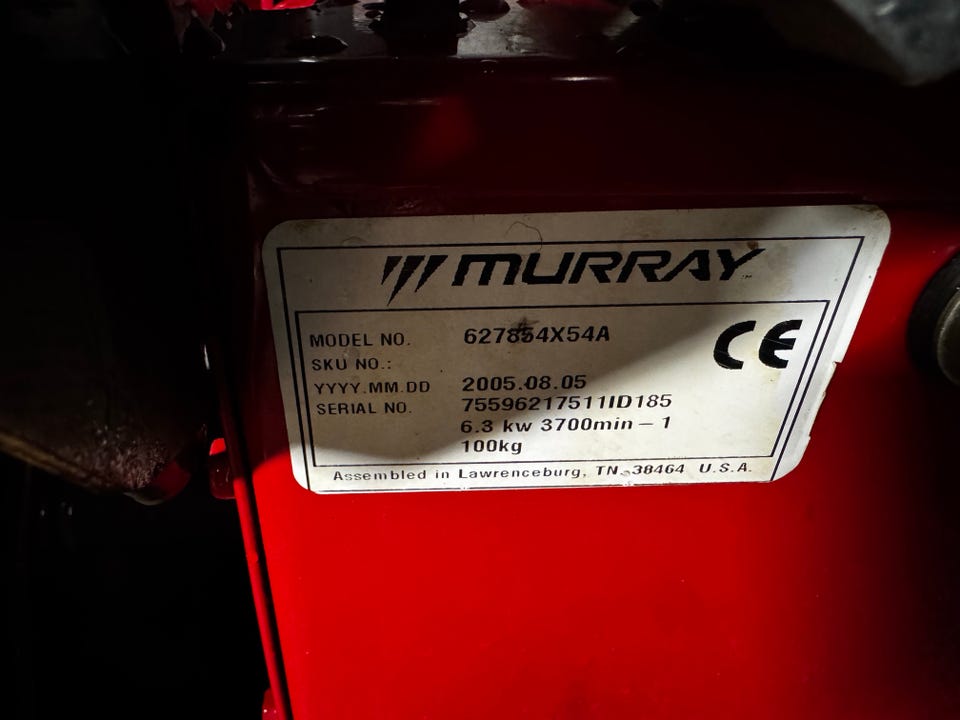 MURRAY
MODEL NO. 627854X54A
SKU NO.:
YYYY.MM.DD 2005.08.05
SERIAL NO. 75596217511ID185
6.3 kw 3700min – 1
100kg
CE
Assembled in Lawrenceburg, TN. 38464 U.S.A.